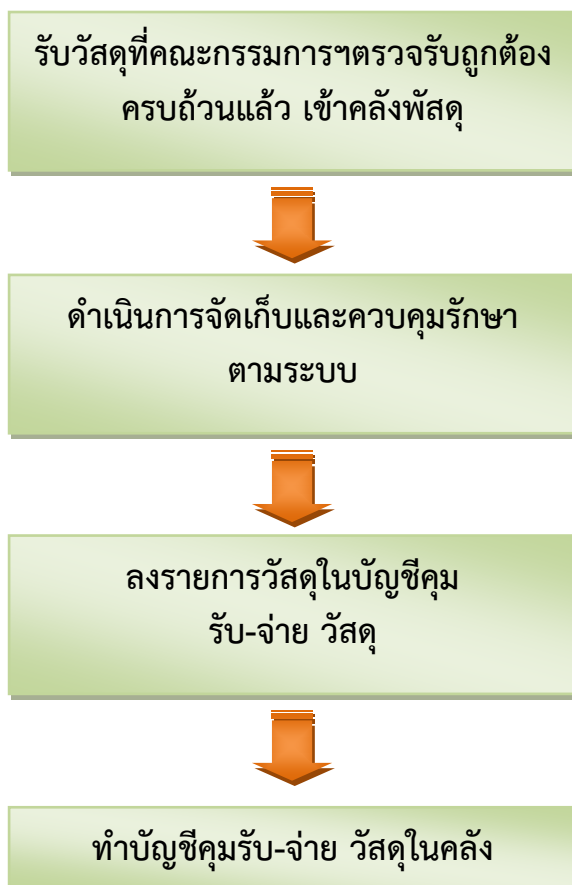 รับวัสดุที่คณะกรรมการฯตรวจรับถูกต้อง
ครบถ้วนแล้ว เข้าคลังพัสดุ
ดำเนินการจัดเก็บและควบคุมรักษา
ตามระบบ
ลงรายการวัสดุในบัญชีคุม
รับ-จ่าย วัสดุ
ทำบัญชีคุมรับ-จ่าย วัสดุในคลัง